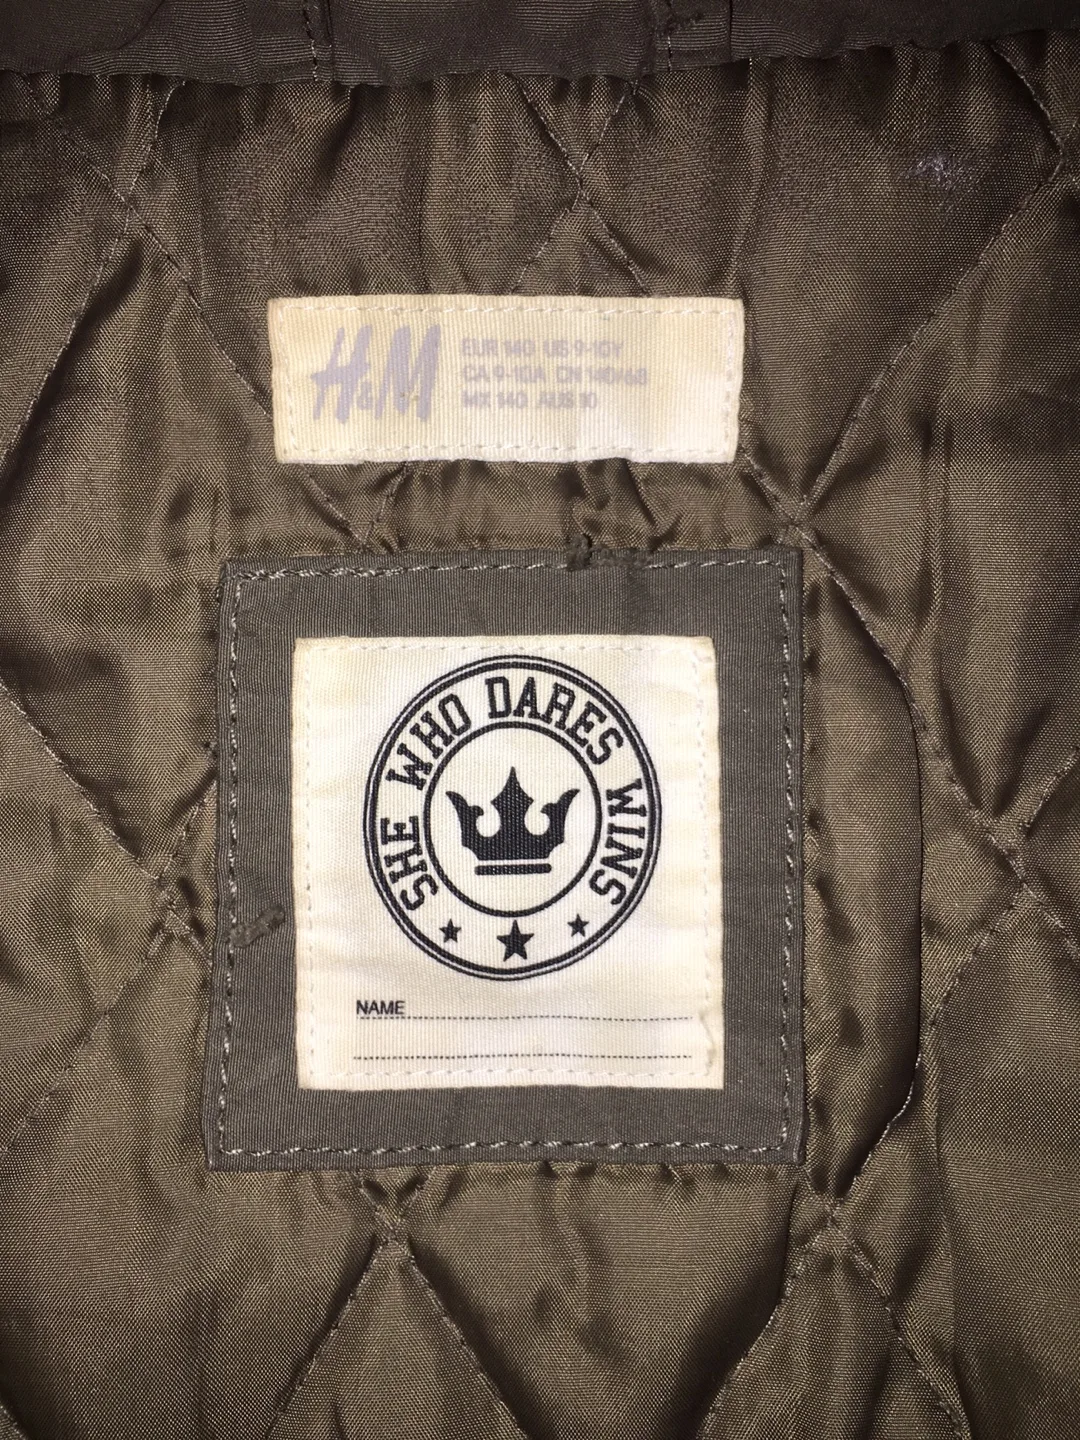 H&M
EUR 140 US 9-10Y
CA 9-10A CN 140/68
MX 140 AUS 10
SHE WHO DARES WINS
NAME